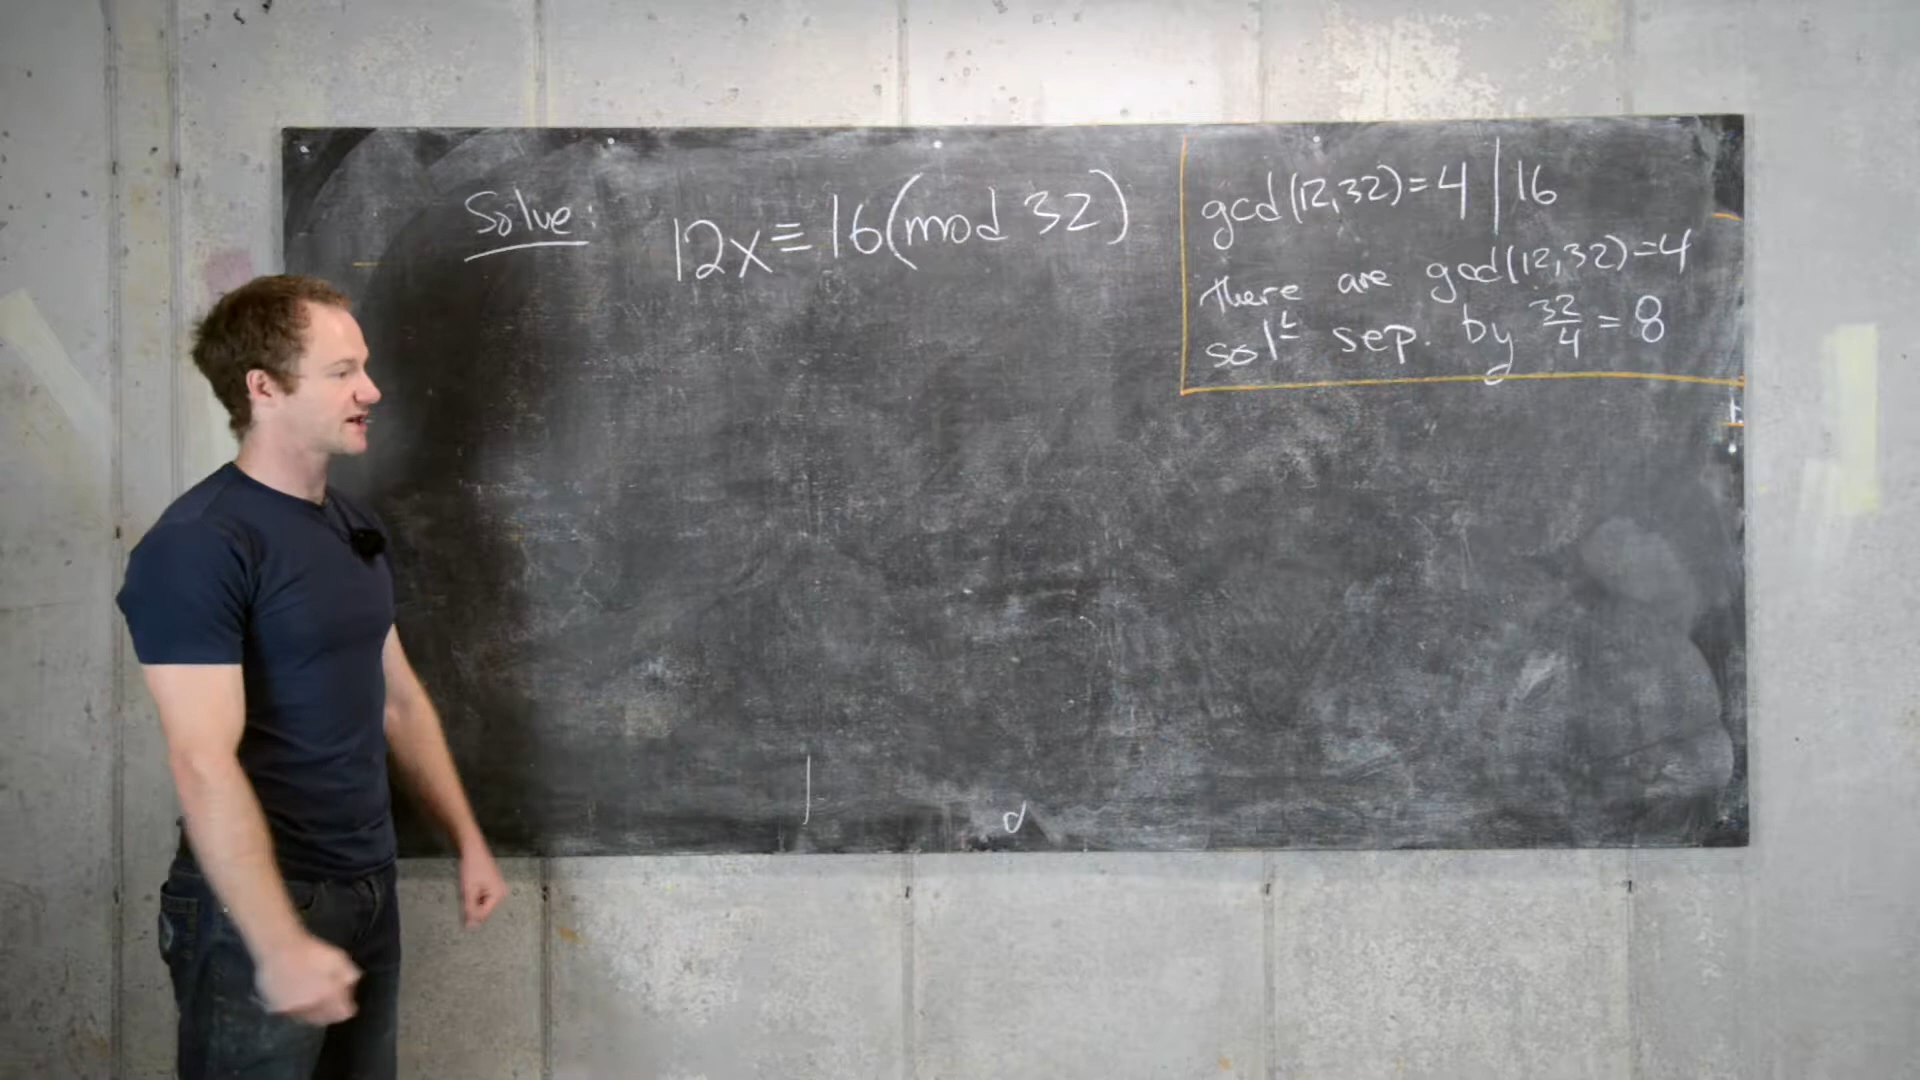 Solve: 12x≡16(mod 32)
gcd(12,32)=4 | 16
there are gcd(12,32)=4
sol^t sep. by 32/4 = 8
d